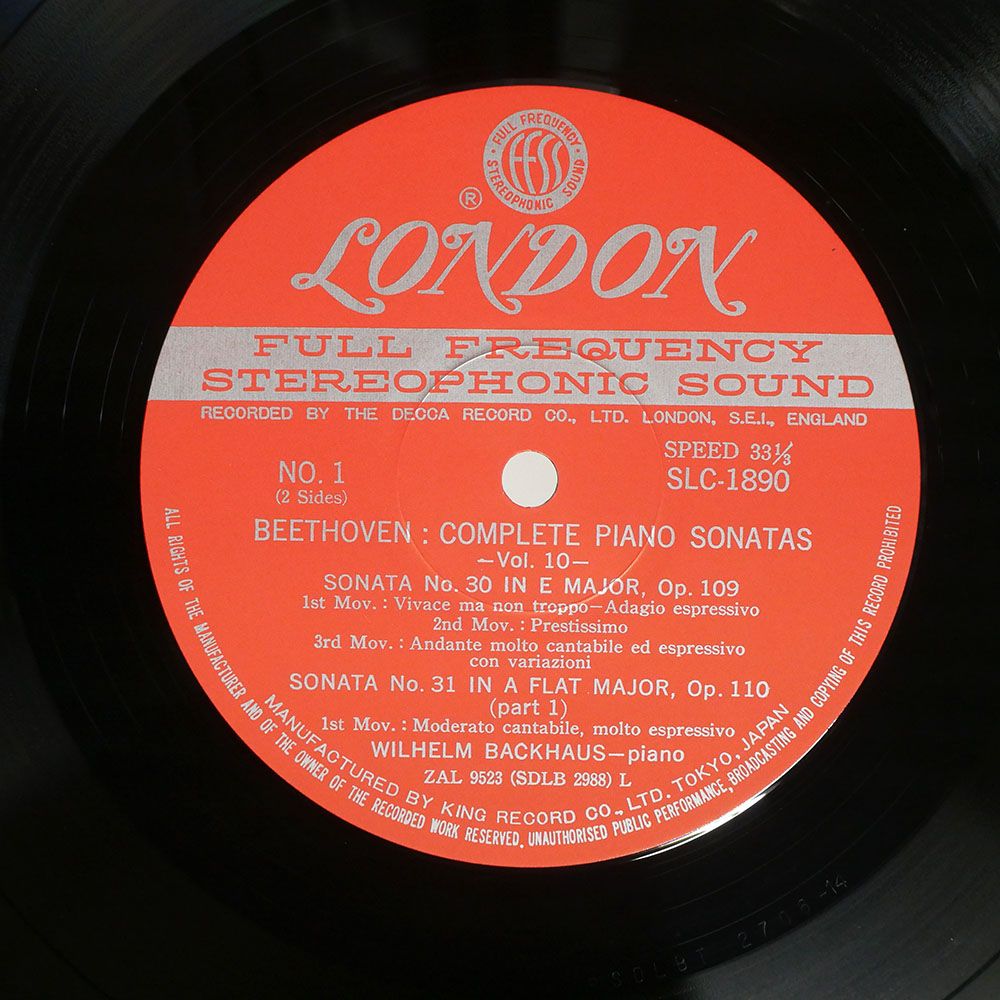 FULL FREQUENCY
ffss
STEREOPHONIC SOUND
®
LONDON
FULL FREQUENCY
STEREOPHONIC SOUND
RECORDED BY THE DECCA RECORD CO., LTD. LONDON, S.E.I., ENGLAND
NO. 1
(2 Sides)
SPEED 33⅓
SLC-1890
BEETHOVEN : COMPLETE PIANO SONATAS
—Vol. 10—
SONATA No. 30 IN E MAJOR, Op. 109
1st Mov. : Vivace ma non troppo—Adagio espressivo
2nd Mov. : Prestissimo
3rd Mov. : Andante molto cantabile ed espressivo
con variazioni
SONATA No. 31 IN A FLAT MAJOR, Op. 110
(part 1)
1st Mov. : Moderato cantabile, molto espressivo
WILHELM BACKHAUS—piano
ZAL 9523 (SDLB 2988) L
MANUFACTURED BY KING RECORD CO., LTD. TOKYO, JAPAN
ALL RIGHTS OF THE MANUFACTURER AND OF THE OWNER OF THE RECORDED WORK RESERVED, UNAUTHORISED PUBLIC PERFORMANCE, BROADCASTING AND COPYING OF THIS RECORD PROHIBITED